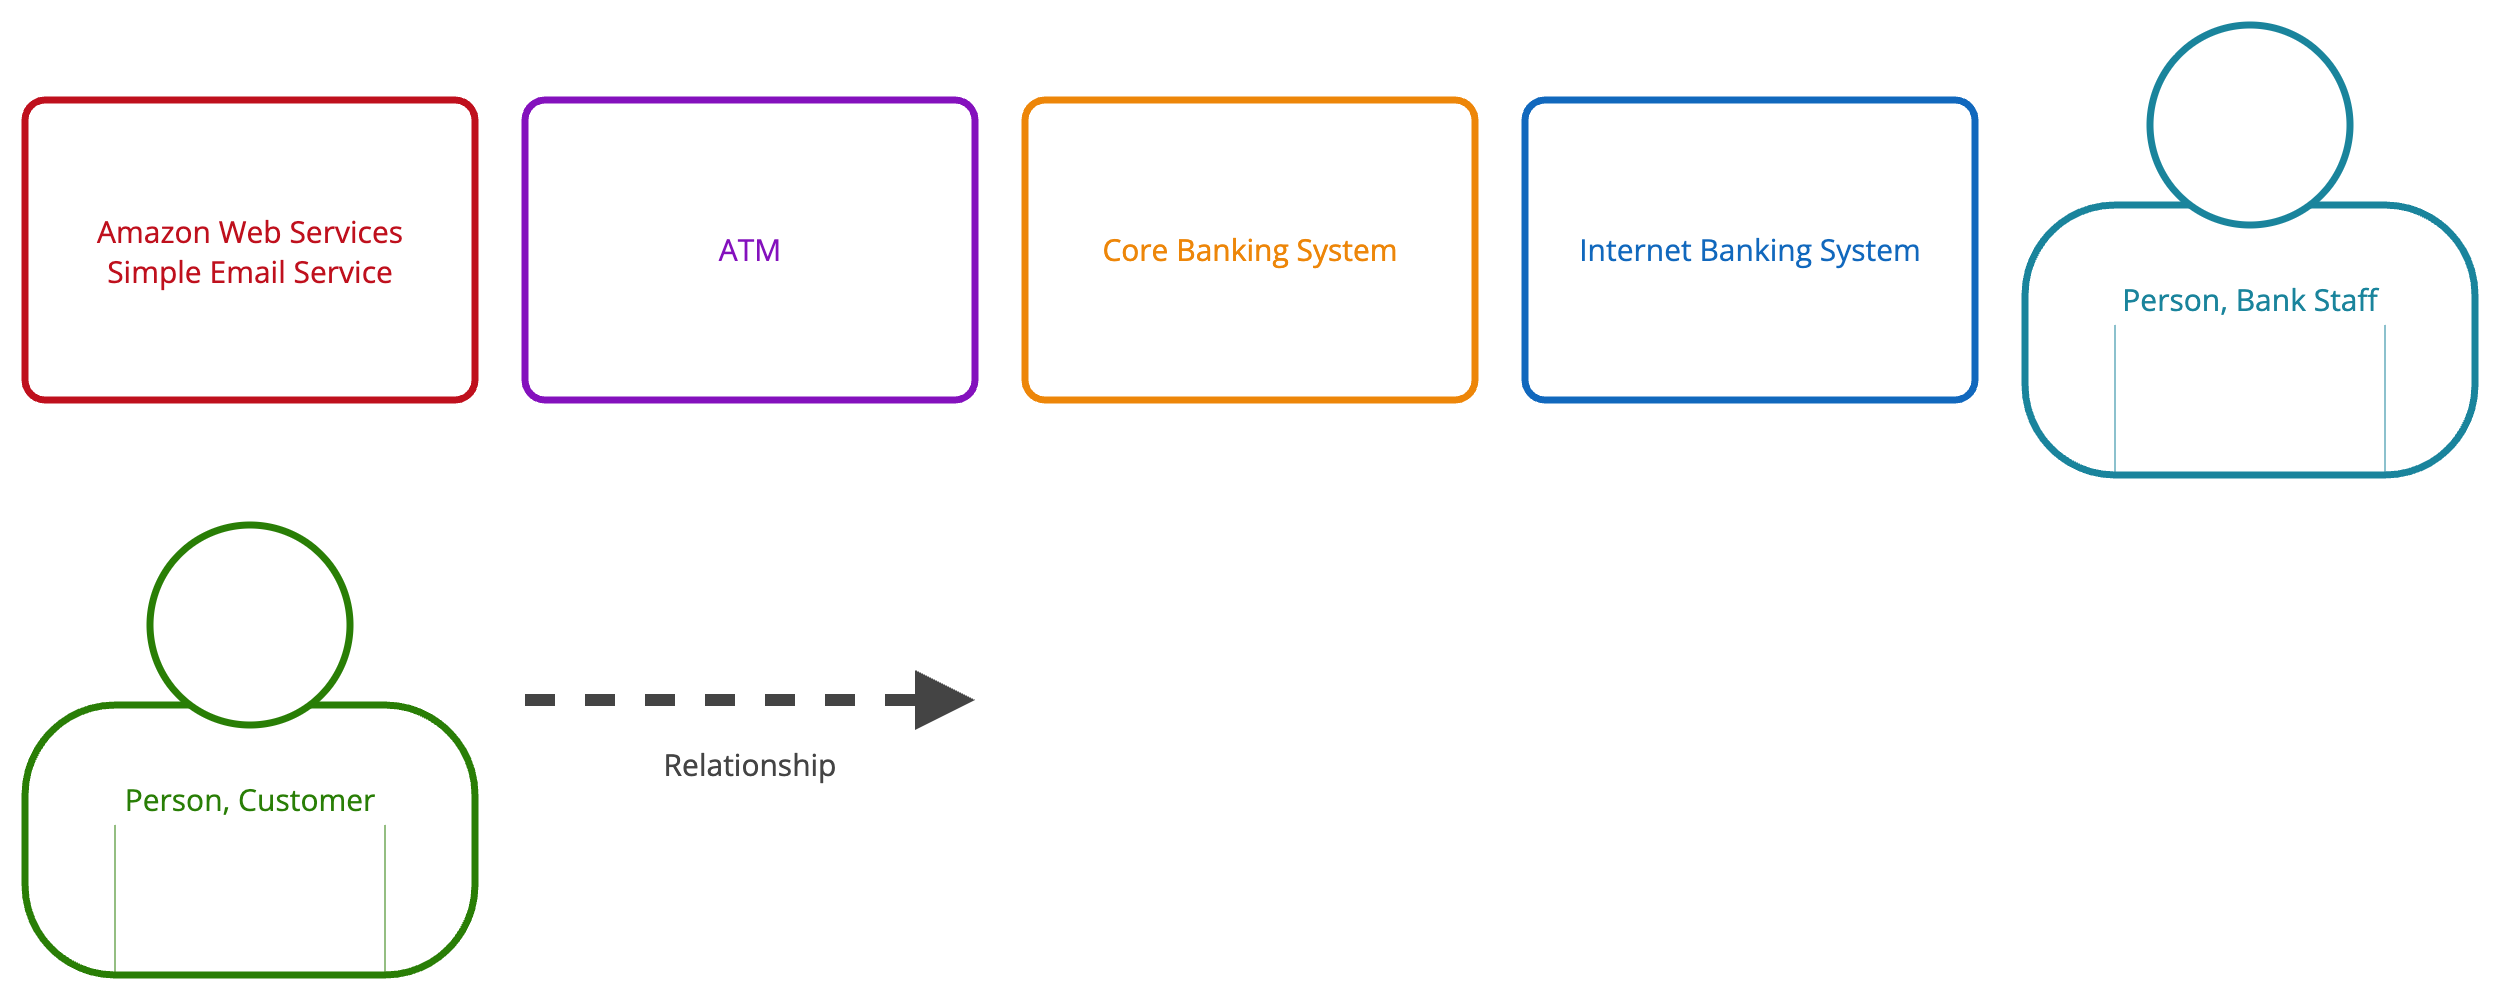 Amazon Web Services
Simple Email Service
ATM
Core Banking System
Internet Banking System
Person, Bank Staff
Person, Customer
Relationship